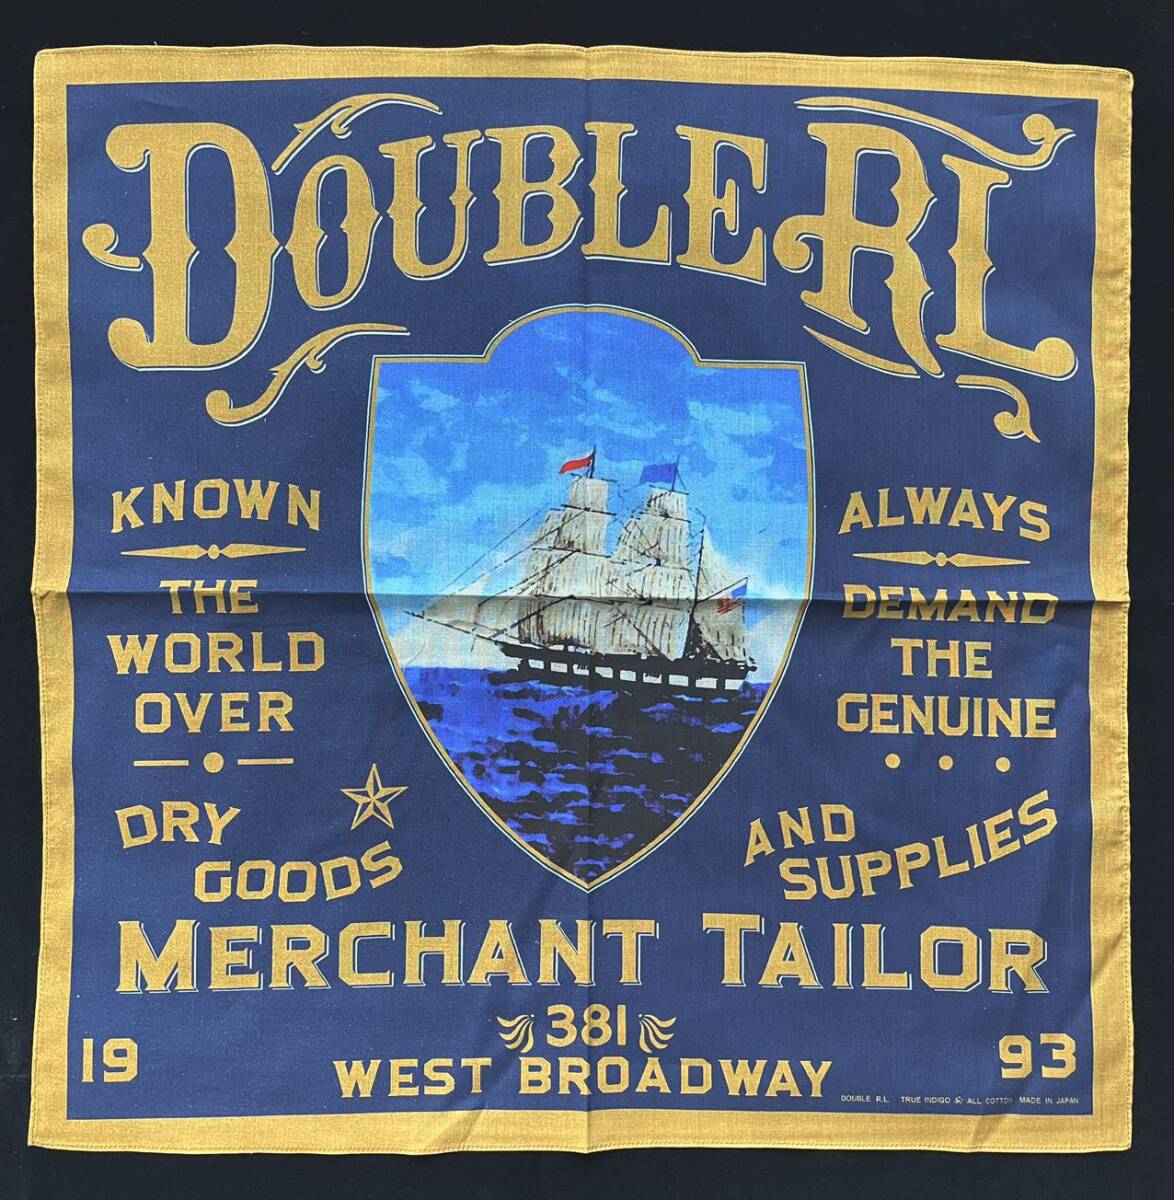 DOUBLE RL
KNOWN
THE
WORLD
OVER
ALWAYS
DEMAND
THE
GENUINE
DRY
GOODS
AND
SUPPLIES
MERCHANT TAILOR
381
WEST BROADWAY
19
93
DOUBLE R.L. TRUE INDIGO & ALL COTTON MADE IN JAPAN